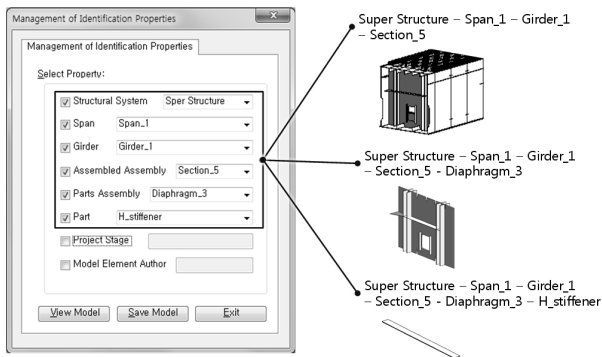 Management of Identification Properties
Management of Identification Properties
Select Property:
Structural System Sper Structure
Span Span_1
Girder Girder_1
Assembled Assembly Section_5
Parts Assembly Diaphragm_3
Part H_stiffener
Project Stage
Model Element Author
View Model Save Model Exit
Super Structure – Span_1 – Girder_1
– Section_5
Super Structure – Span_1 – Girder_1
– Section_5 - Diaphragm_3
Super Structure – Span_1 – Girder_1
– Section_5 - Diaphragm_3 – H_stiffener